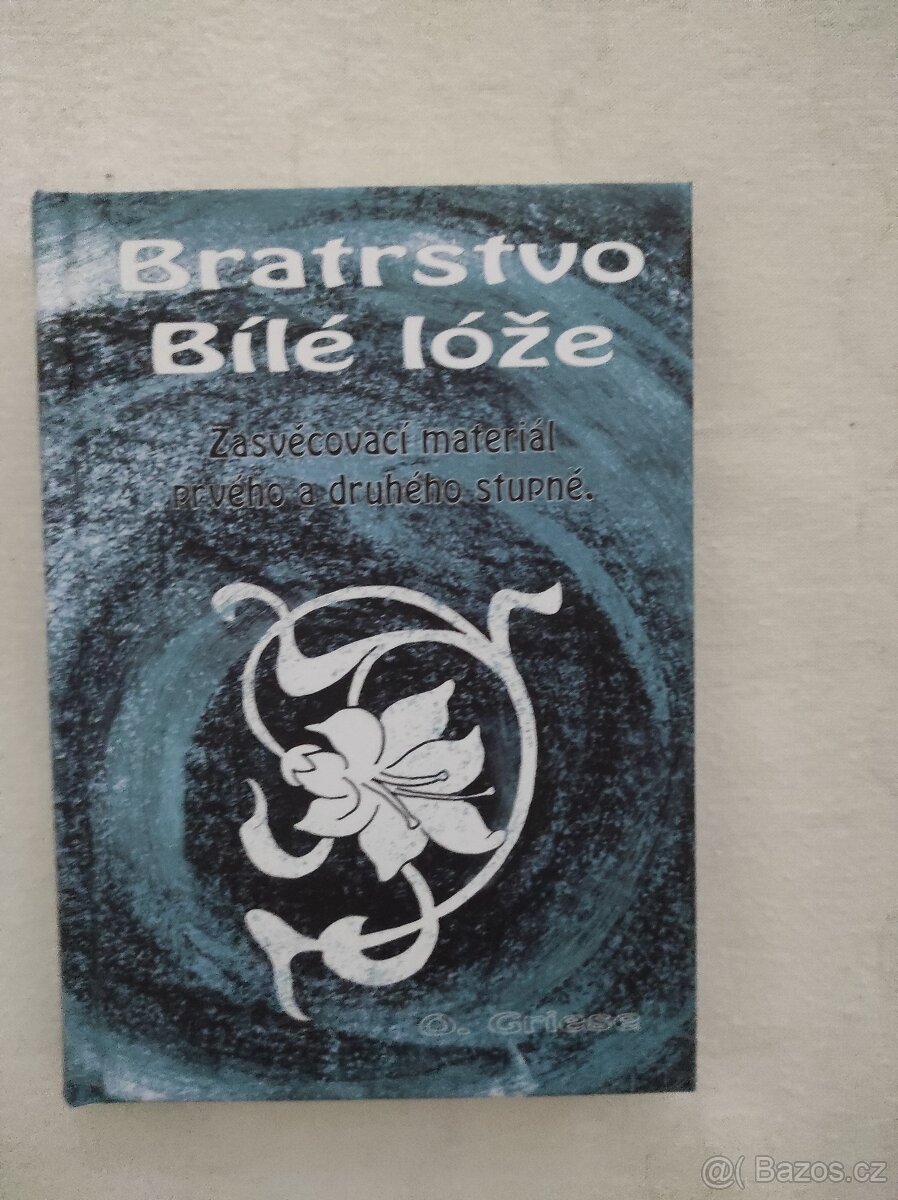 Bratrstvo
Bílé lóže
Zasvěcovací materiál
prvého a druhého stupně.
O. Griese
@( Bazos.cz